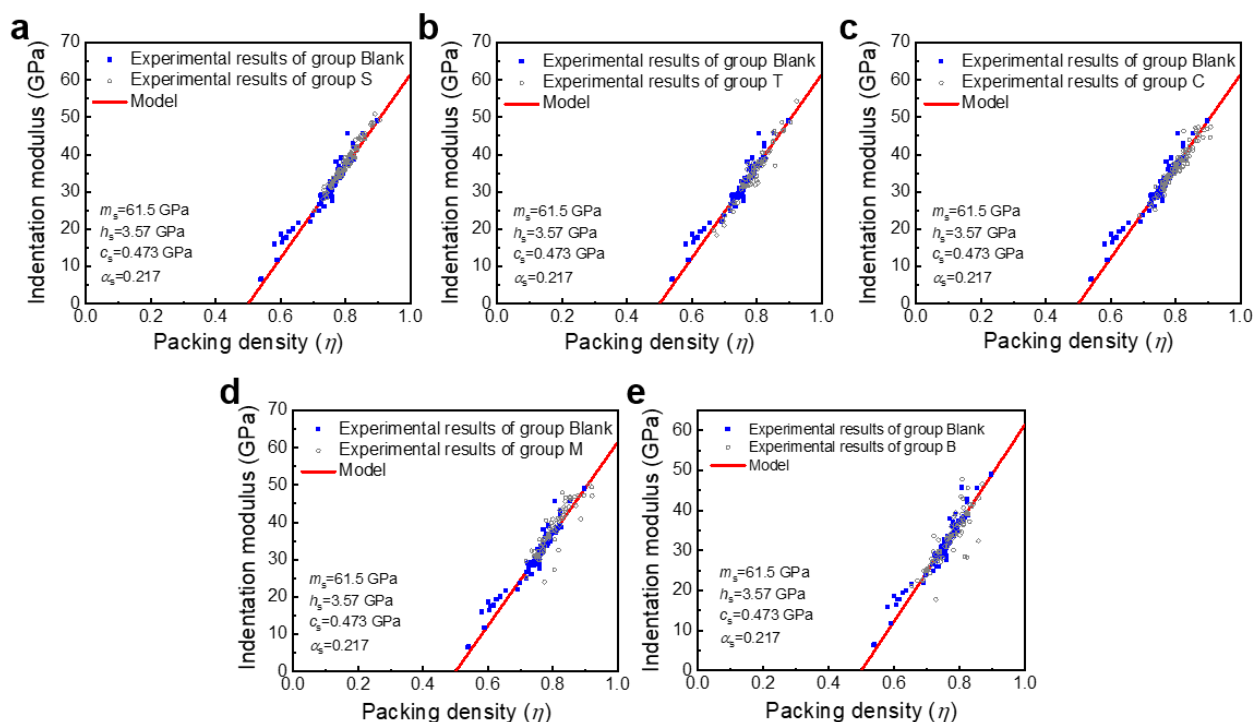 a
Indentation modulus (GPa)
70
60
50
40
30
20
10
0
Experimental results of group Blank
Experimental results of group S
Model
mₛ=61.5 GPa
hₛ=3.57 GPa
cₛ=0.473 GPa
αₛ=0.217
0.0 0.2 0.4 0.6 0.8 1.0
Packing density (η)
b
Indentation modulus (GPa)
70
60
50
40
30
20
10
0
Experimental results of group Blank
Experimental results of group T
Model
mₛ=61.5 GPa
hₛ=3.57 GPa
cₛ=0.473 GPa
αₛ=0.217
0.0 0.2 0.4 0.6 0.8 1.0
Packing density (η)
c
Indentation modulus (GPa)
70
60
50
40
30
20
10
0
Experimental results of group Blank
Experimental results of group C
Model
mₛ=61.5 GPa
hₛ=3.57 GPa
cₛ=0.473 GPa
αₛ=0.217
0.0 0.2 0.4 0.6 0.8 1.0
Packing density (η)
d
Indentation modulus (GPa)
70
60
50
40
30
20
10
0
Experimental results of group Blank
Experimental results of group M
Model
mₛ=61.5 GPa
hₛ=3.57 GPa
cₛ=0.473 GPa
αₛ=0.217
0.0 0.2 0.4 0.6 0.8 1.0
Packing density (η)
e
Indentation modulus (GPa)
60
50
40
30
20
10
0
Experimental results of group Blank
Experimental results of group B
Model
mₛ=61.5 GPa
hₛ=3.57 GPa
cₛ=0.473 GPa
αₛ=0.217
0.0 0.2 0.4 0.6 0.8 1.0
Packing density (η)